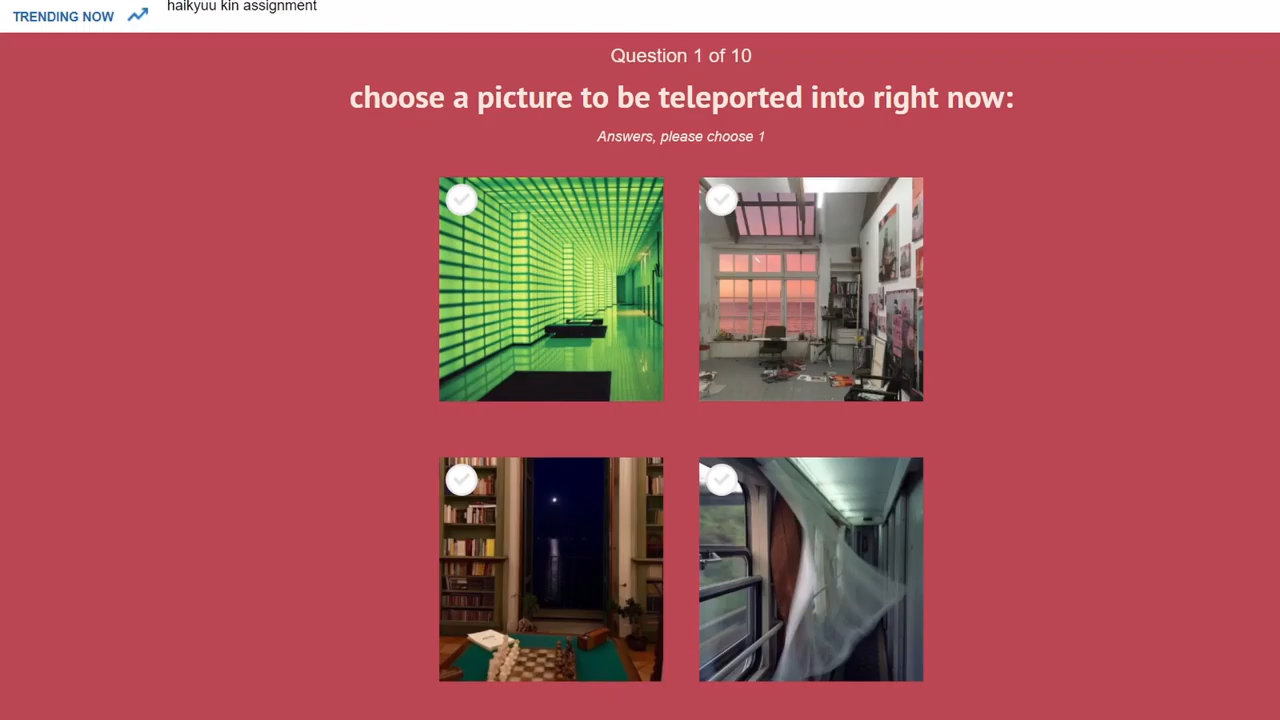 haikyuu kin assignment
TRENDING NOW
Question 1 of 10
choose a picture to be teleported into right now:
Answers, please choose 1